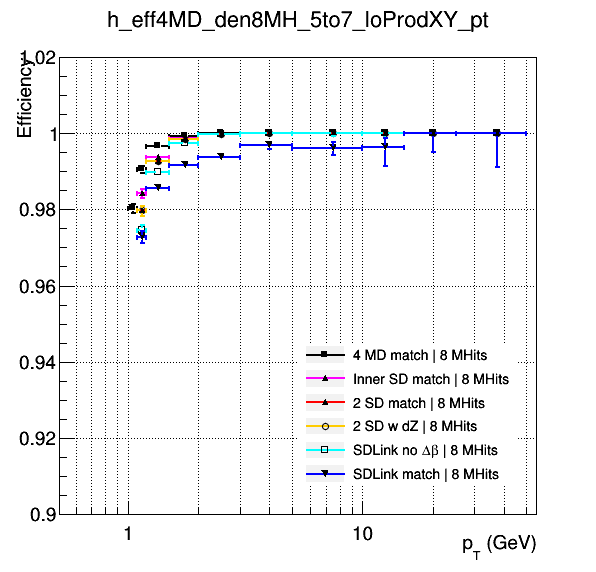 h_eff4MD_den8MH_5to7_loProdXY_pt
Efficiency
1.02
1
0.98
0.96
0.94
0.92
0.9
4 MD match | 8 MHits
Inner SD match | 8 MHits
2 SD match | 8 MHits
2 SD w dZ | 8 MHits
SDLink no Δβ | 8 MHits
SDLink match | 8 MHits
1
10
p_T (GeV)